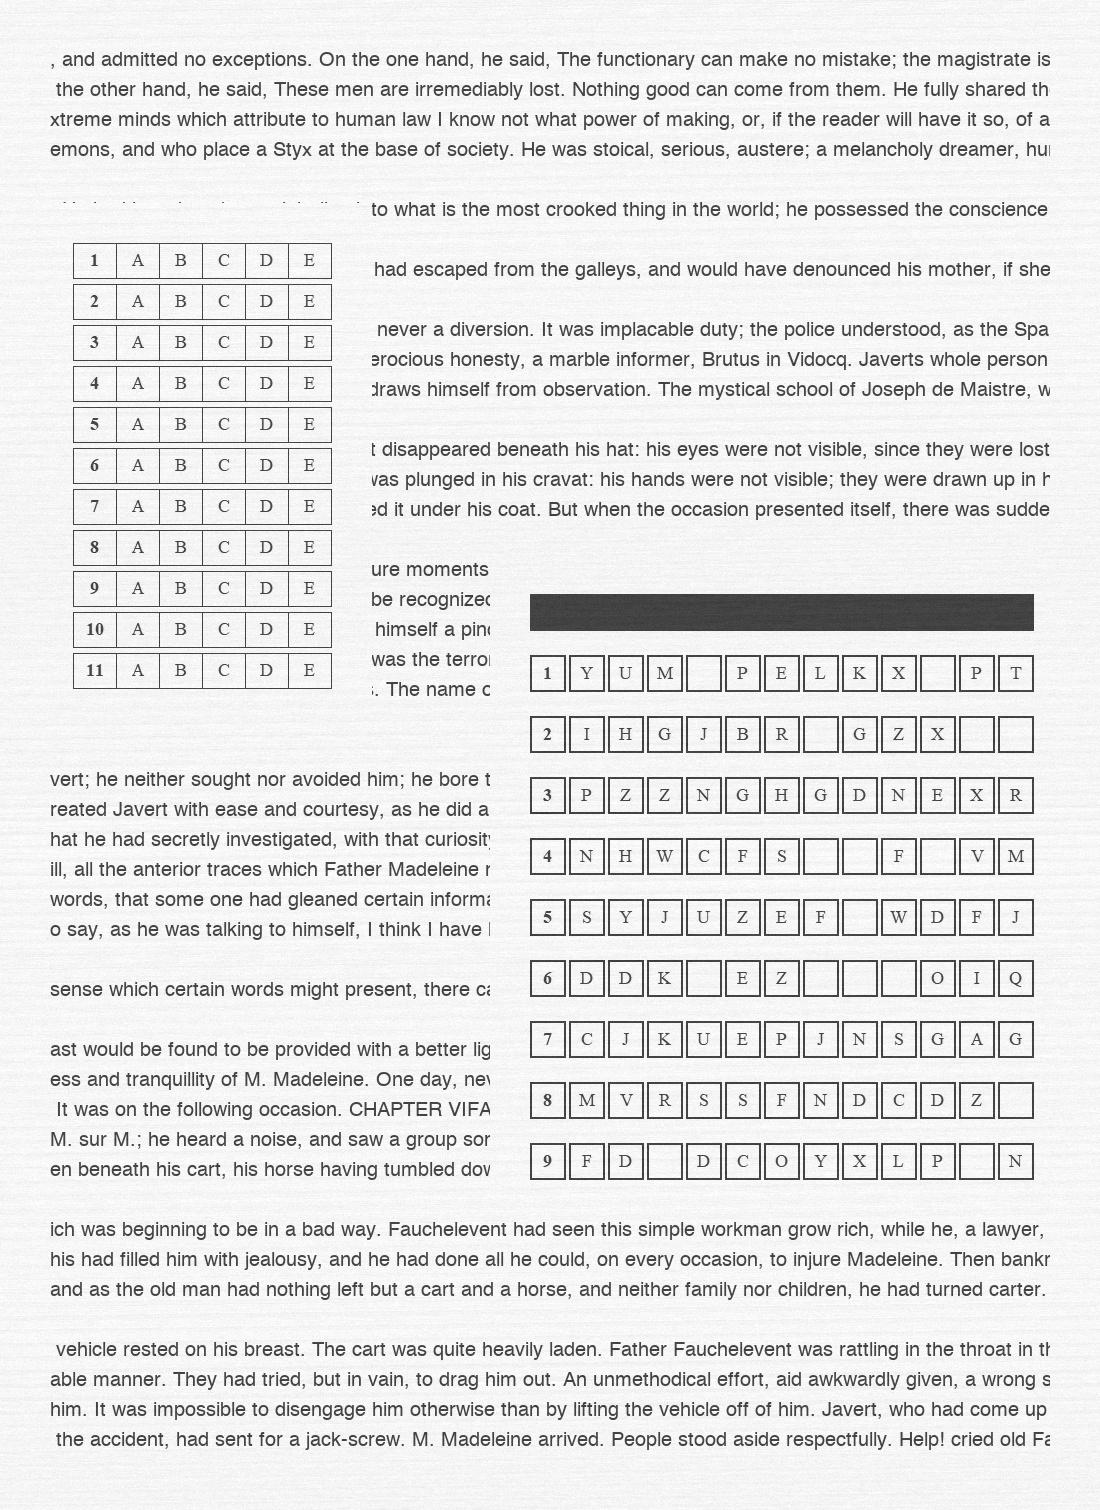 , and admitted no exceptions. On the one hand, he said, The functionary can make no mistake; the magistrate is
the other hand, he said, These men are irremediably lost. Nothing good can come from them. He fully shared th
xtreme minds which attribute to human law I know not what power of making, or, if the reader will have it so, of a
emons, and who place a Styx at the base of society. He was stoical, serious, austere; a melancholy dreamer, hu
to what is the most crooked thing in the world; he possessed the conscience
had escaped from the galleys, and would have denounced his mother, if she
never a diversion. It was implacable duty; the police understood, as the Spa
erocious honesty, a marble informer, Brutus in Vidocq. Javerts whole person
draws himself from observation. The mystical school of Joseph de Maistre, w
t disappeared beneath his hat: his eyes were not visible, since they were lost
was plunged in his cravat: his hands were not visible; they were drawn up in h
ed it under his coat. But when the occasion presented itself, there was sudde
1 A B C D E
2 A B C D E
3 A B C D E
4 A B C D E
5 A B C D E
6 A B C D E
7 A B C D E
8 A B C D E
9 A B C D E
10 A B C D E
11 A B C D E
ure moments
be recognized
himself a pin
was the terro
s. The name o
1 Y U M P E L K X P T
2 I H G J B R G Z X
3 P Z Z N G H G D N E X R
4 N H W C F S F V M
5 S Y J U Z E F W D F J
6 D D K E Z O I Q
7 C J K U E P J N S G A G
8 M V R S S F N D C D Z
9 F D D C O Y X L P N
vert; he neither sought nor avoided him; he bore t
reated Javert with ease and courtesy, as he did a
hat he had secretly investigated, with that curiosity
ill, all the anterior traces which Father Madeleine
words, that some one had gleaned certain informa
o say, as he was talking to himself, I think I have
sense which certain words might present, there ca
ast would be found to be provided with a better lig
ess and tranquillity of M. Madeleine. One day, nev
It was on the following occasion. CHAPTER VIFA
M. sur M.; he heard a noise, and saw a group som
en beneath his cart, his horse having tumbled dow
ich was beginning to be in a bad way. Fauchelevent had seen this simple workman grow rich, while he, a lawyer,
his had filled him with jealousy, and he had done all he could, on every occasion, to injure Madeleine. Then bankr
and as the old man had nothing left but a cart and a horse, and neither family nor children, he had turned carter.
vehicle rested on his breast. The cart was quite heavily laden. Father Fauchelevent was rattling in the throat in th
able manner. They had tried, but in vain, to drag him out. An unmethodical effort, aid awkwardly given, a wrong s
him. It was impossible to disengage him otherwise than by lifting the vehicle off of him. Javert, who had come up
the accident, had sent for a jack-screw. M. Madeleine arrived. People stood aside respectfully. Help! cried old Fa